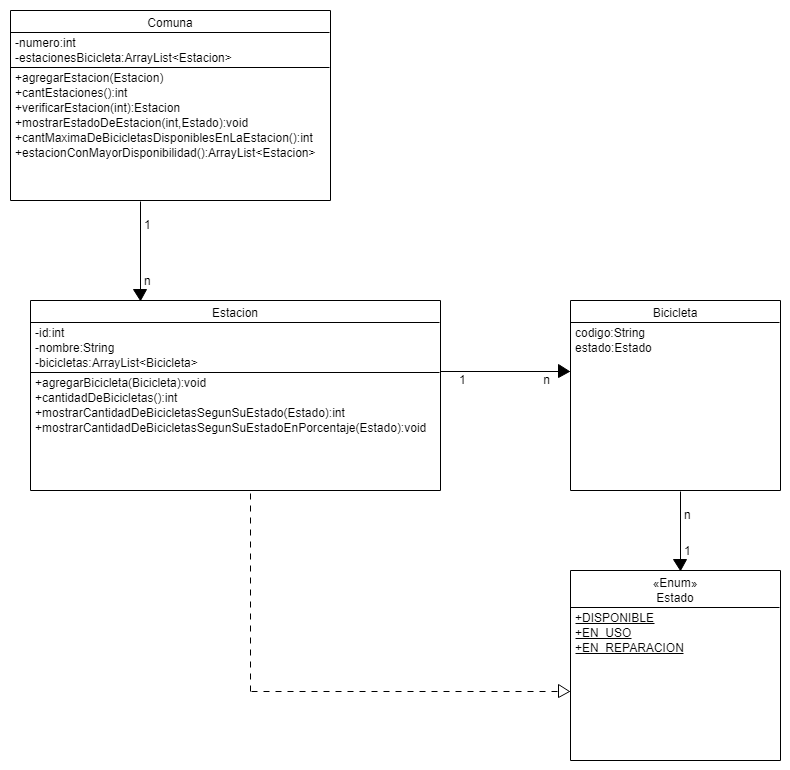 Comuna
-numero:int
-estacionesBicicleta:ArrayList<Estacion>
+agregarEstacion(Estacion)
+cantEstaciones():int
+verificarEstacion(int):Estacion
+mostrarEstadoDeEstacion(int,Estado):void
+cantMaximaDeBicicletasDisponiblesEnLaEstacion():int
+estacionConMayorDisponibilidad():ArrayList<Estacion>
1
n
Estacion
-id:int
-nombre:String
-bicicletas:ArrayList<Bicicleta>
+agregarBicicleta(Bicicleta):void
+cantidadDeBicicletas():int
+mostrarCantidadDeBicicletasSegunSuEstado(Estado):int
+mostrarCantidadDeBicicletasSegunSuEstadoEnPorcentaje(Estado):void
1
n
Bicicleta
codigo:String
estado:Estado
n
1
«Enum»
Estado
+DISPONIBLE
+EN_USO
+EN_REPARACION